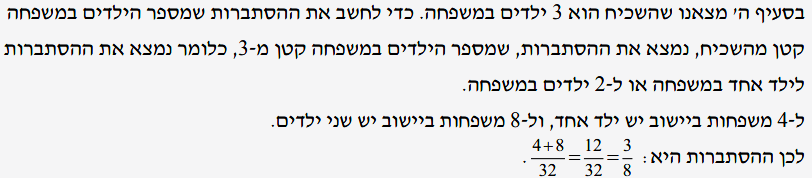 בסעיף ה' מצאנו שהשכיח הוא 3 ילדים במשפחה. כדי לחשב את ההסתברות שמספר הילדים במשפחה
קטן מהשכיח, נמצא את ההסתברות, שמספר הילדים במשפחה קטן מ-3, כלומר נמצא את ההסתברות
לילד אחד במשפחה או ל-2 ילדים במשפחה.
ל-4 משפחות ביישוב יש ילד אחד, ול-8 משפחות ביישוב יש שני ילדים.
לכן ההסתברות היא: $\frac{4+8}{32}=\frac{12}{32}=\frac{3}{8}$.